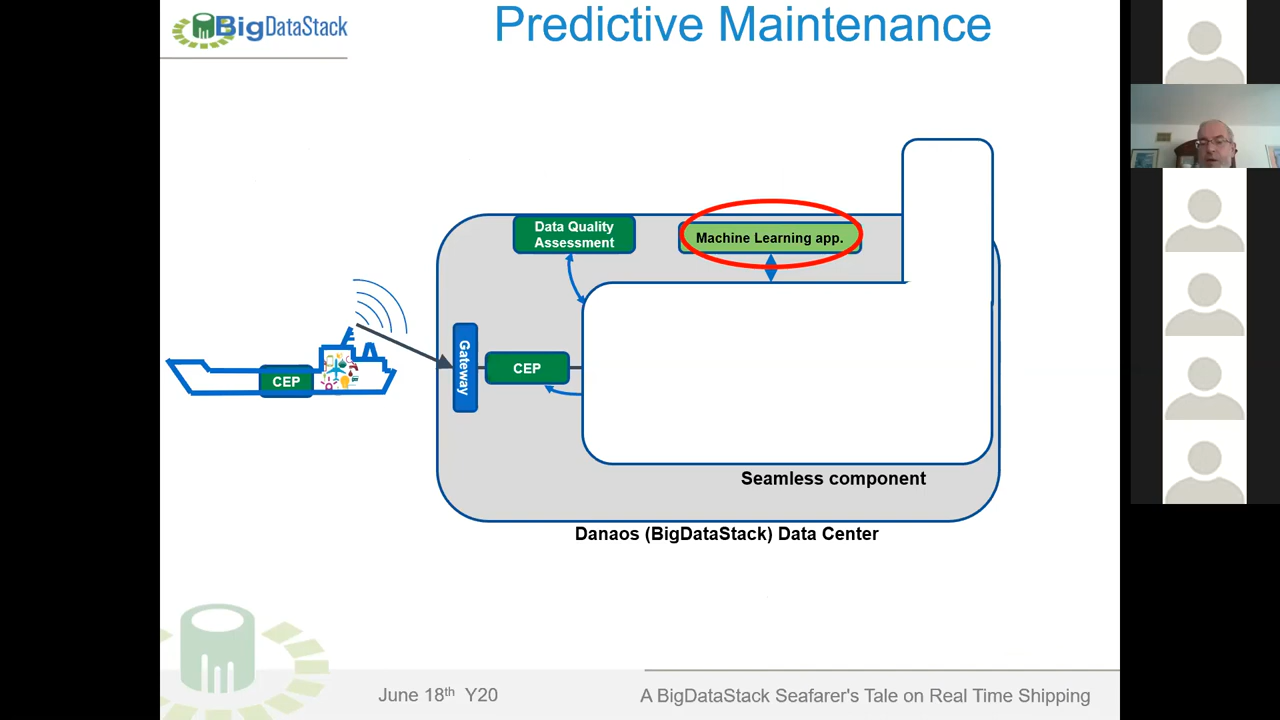 BigDataStack
Predictive Maintenance
Data Quality
Assessment
Machine Learning app.
Gateway
CEP
CEP
Seamless component
Danaos (BigDataStack) Data Center
June 18th Y20
A BigDataStack Seafarer's Tale on Real Time Shipping